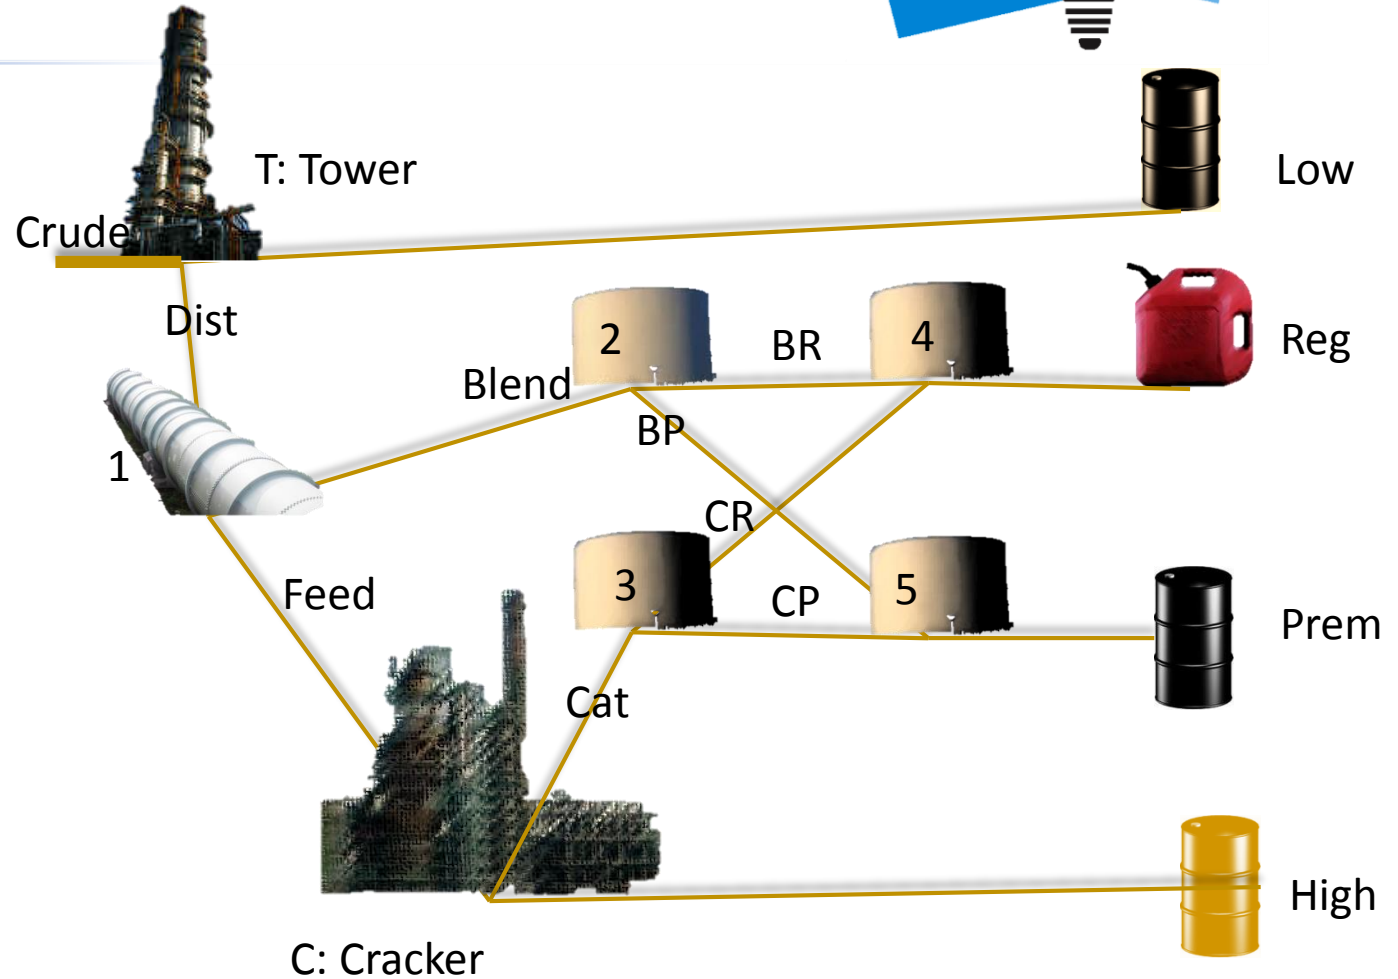 T: Tower
Low
Crude
Dist
2
BR
4
Reg
Blend
BP
1
CR
3
CP
5
Feed
Prem
Cat
High
C: Cracker